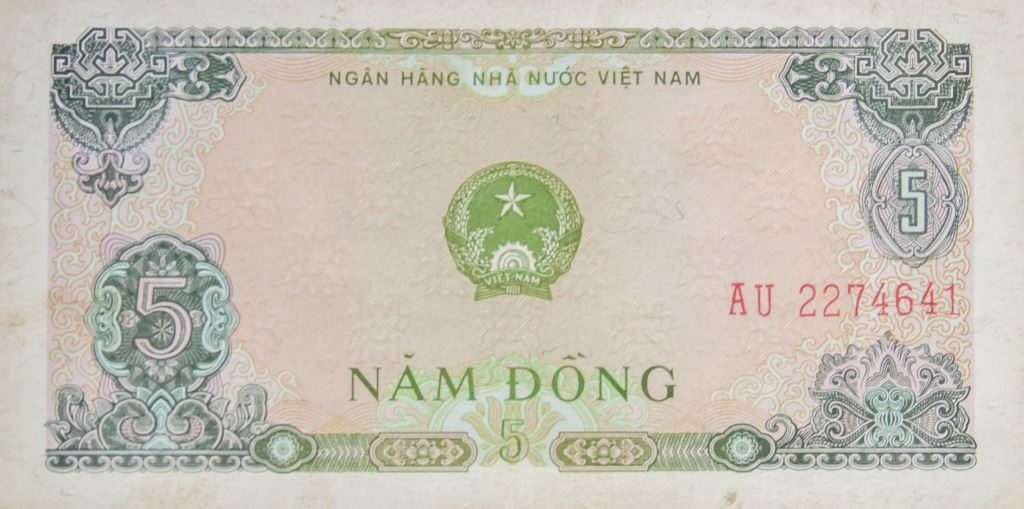 NGÂN HÀNG NHÀ NƯỚC VIỆT NAM
5
VIỆT-NAM
AU 2274641
5
NĂM ĐỒNG
5